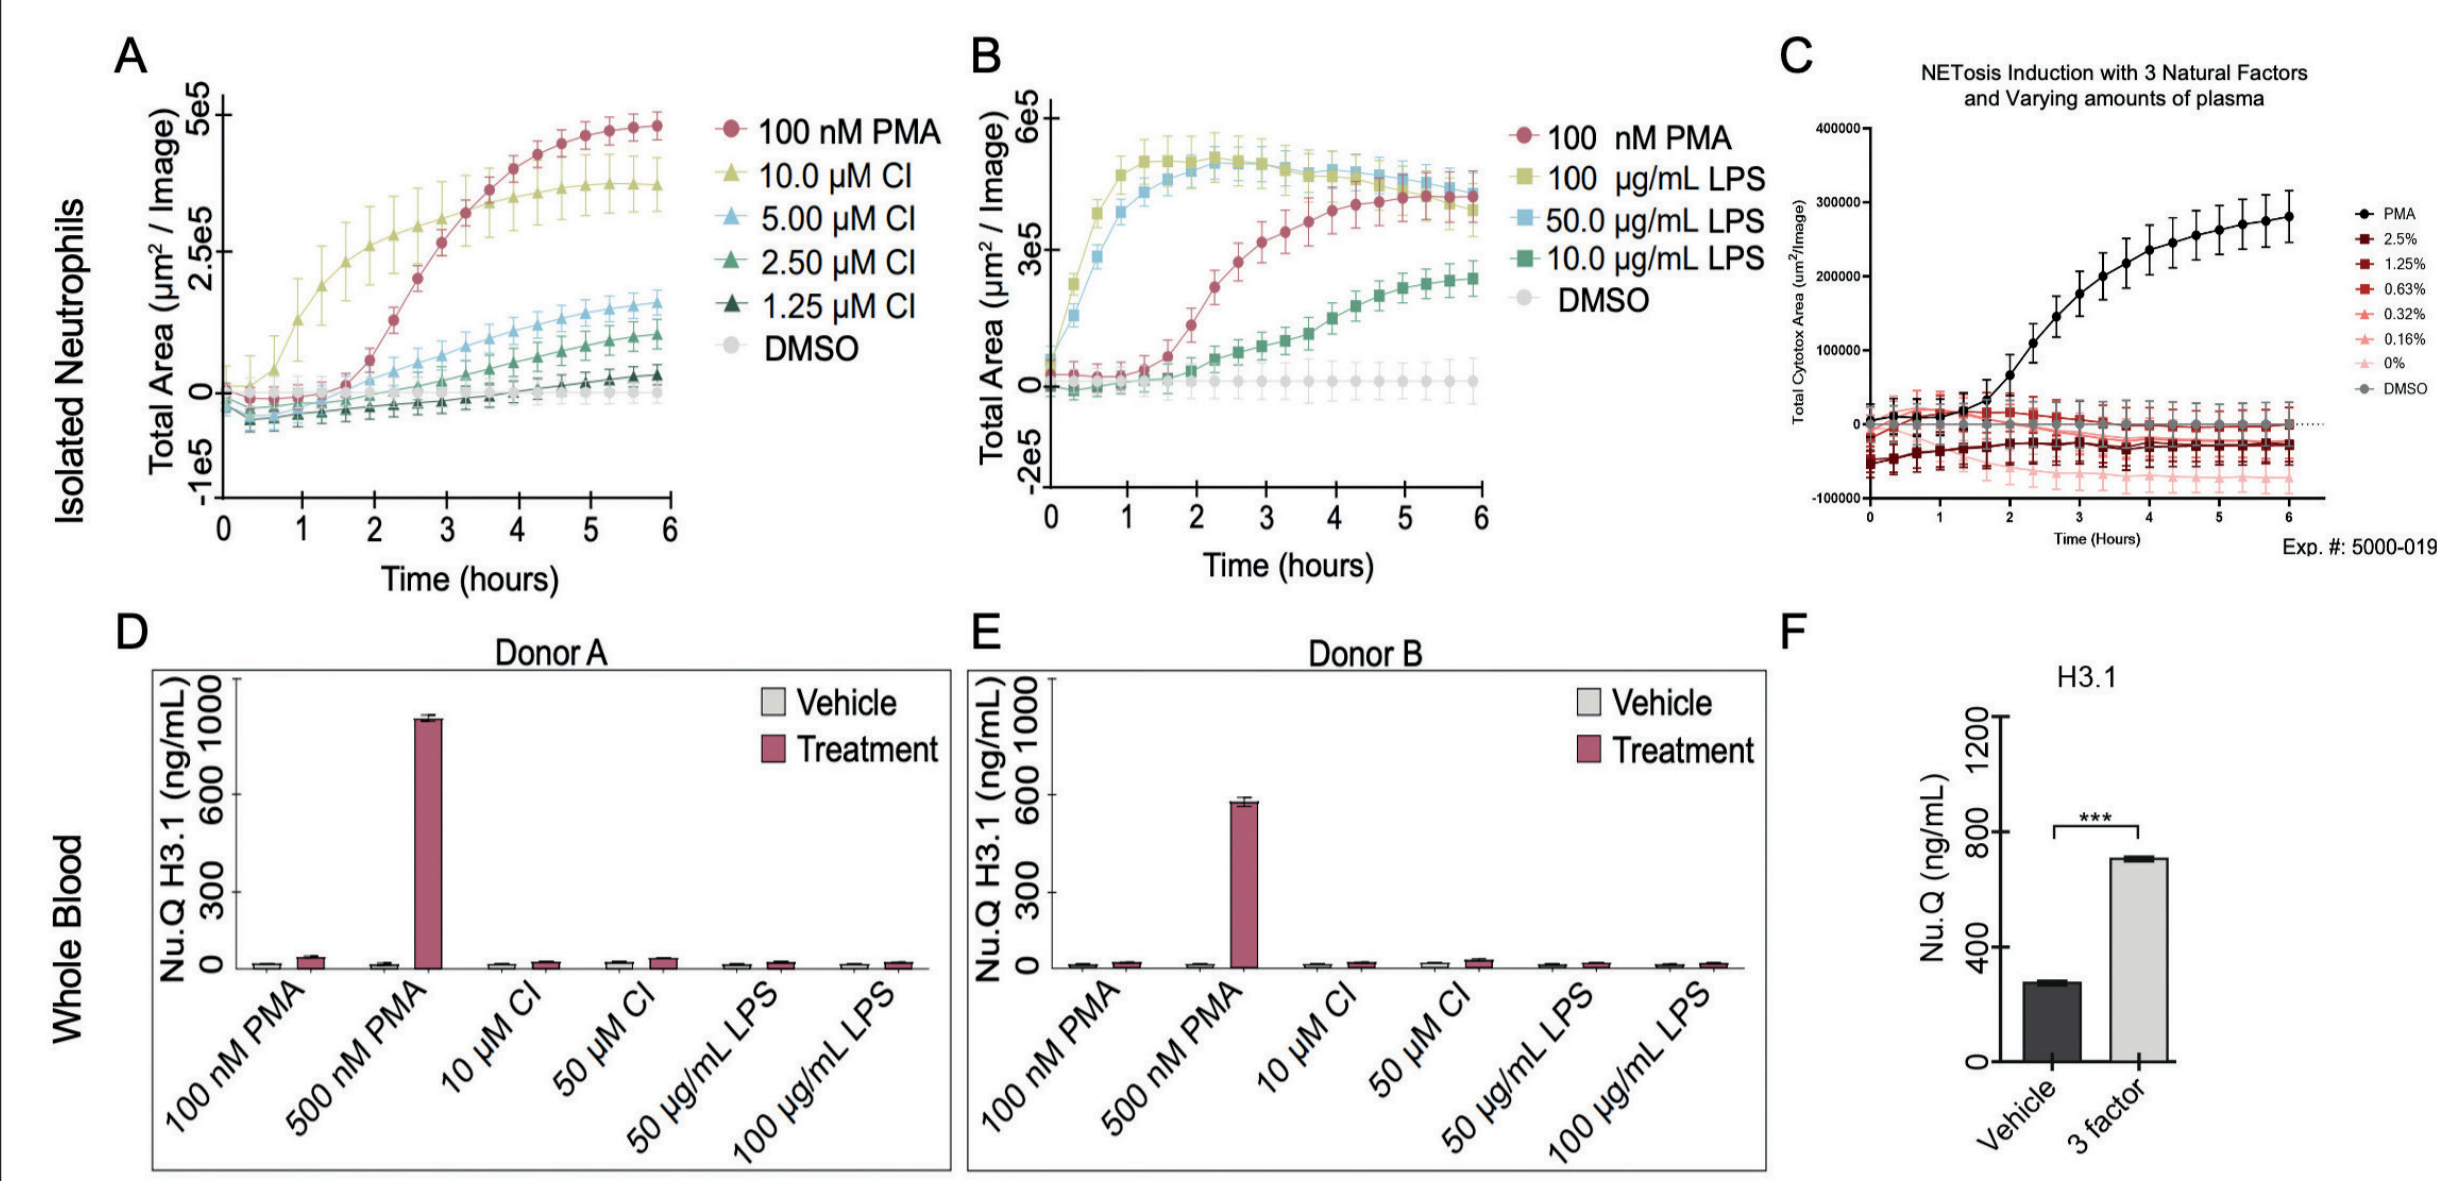 Isolated Neutrophils
A
Total Area (µm² / Image)
5e5
2.5e5
0
-1e5
0 1 2 3 4 5 6
Time (hours)
100 nM PMA
10.0 µM CI
5.00 µM CI
2.50 µM CI
1.25 µM CI
DMSO
B
Total Area (µm² / Image)
6e5
3e5
0
-2e5
0 1 2 3 4 5 6
Time (hours)
100 nM PMA
100 µg/mL LPS
50.0 µg/mL LPS
10.0 µg/mL LPS
DMSO
C
NETosis Induction with 3 Natural Factors
and Varying amounts of plasma
Total Cytotox Area (um²/Image)
400000
300000
200000
100000
0
-100000
0 1 2 3 4 5 6
Time (Hours)
PMA
2.5%
1.25%
0.63%
0.32%
0.16%
0%
DMSO
Exp. #: 5000-019
Whole Blood
D
Donor A
Nu.Q H3.1 (ng/mL)
1000
600
300
0
Vehicle
Treatment
100 nM PMA
500 nM PMA
10 µM CI
50 µM CI
50 µg/mL LPS
100 µg/mL LPS
E
Donor B
Nu.Q H3.1 (ng/mL)
1000
600
300
0
Vehicle
Treatment
100 nM PMA
500 nM PMA
10 µM CI
50 µM CI
50 µg/mL LPS
100 µg/mL LPS
F
H3.1
Nu.Q (ng/mL)
1200
800
400
0
***
Vehicle
3 factor